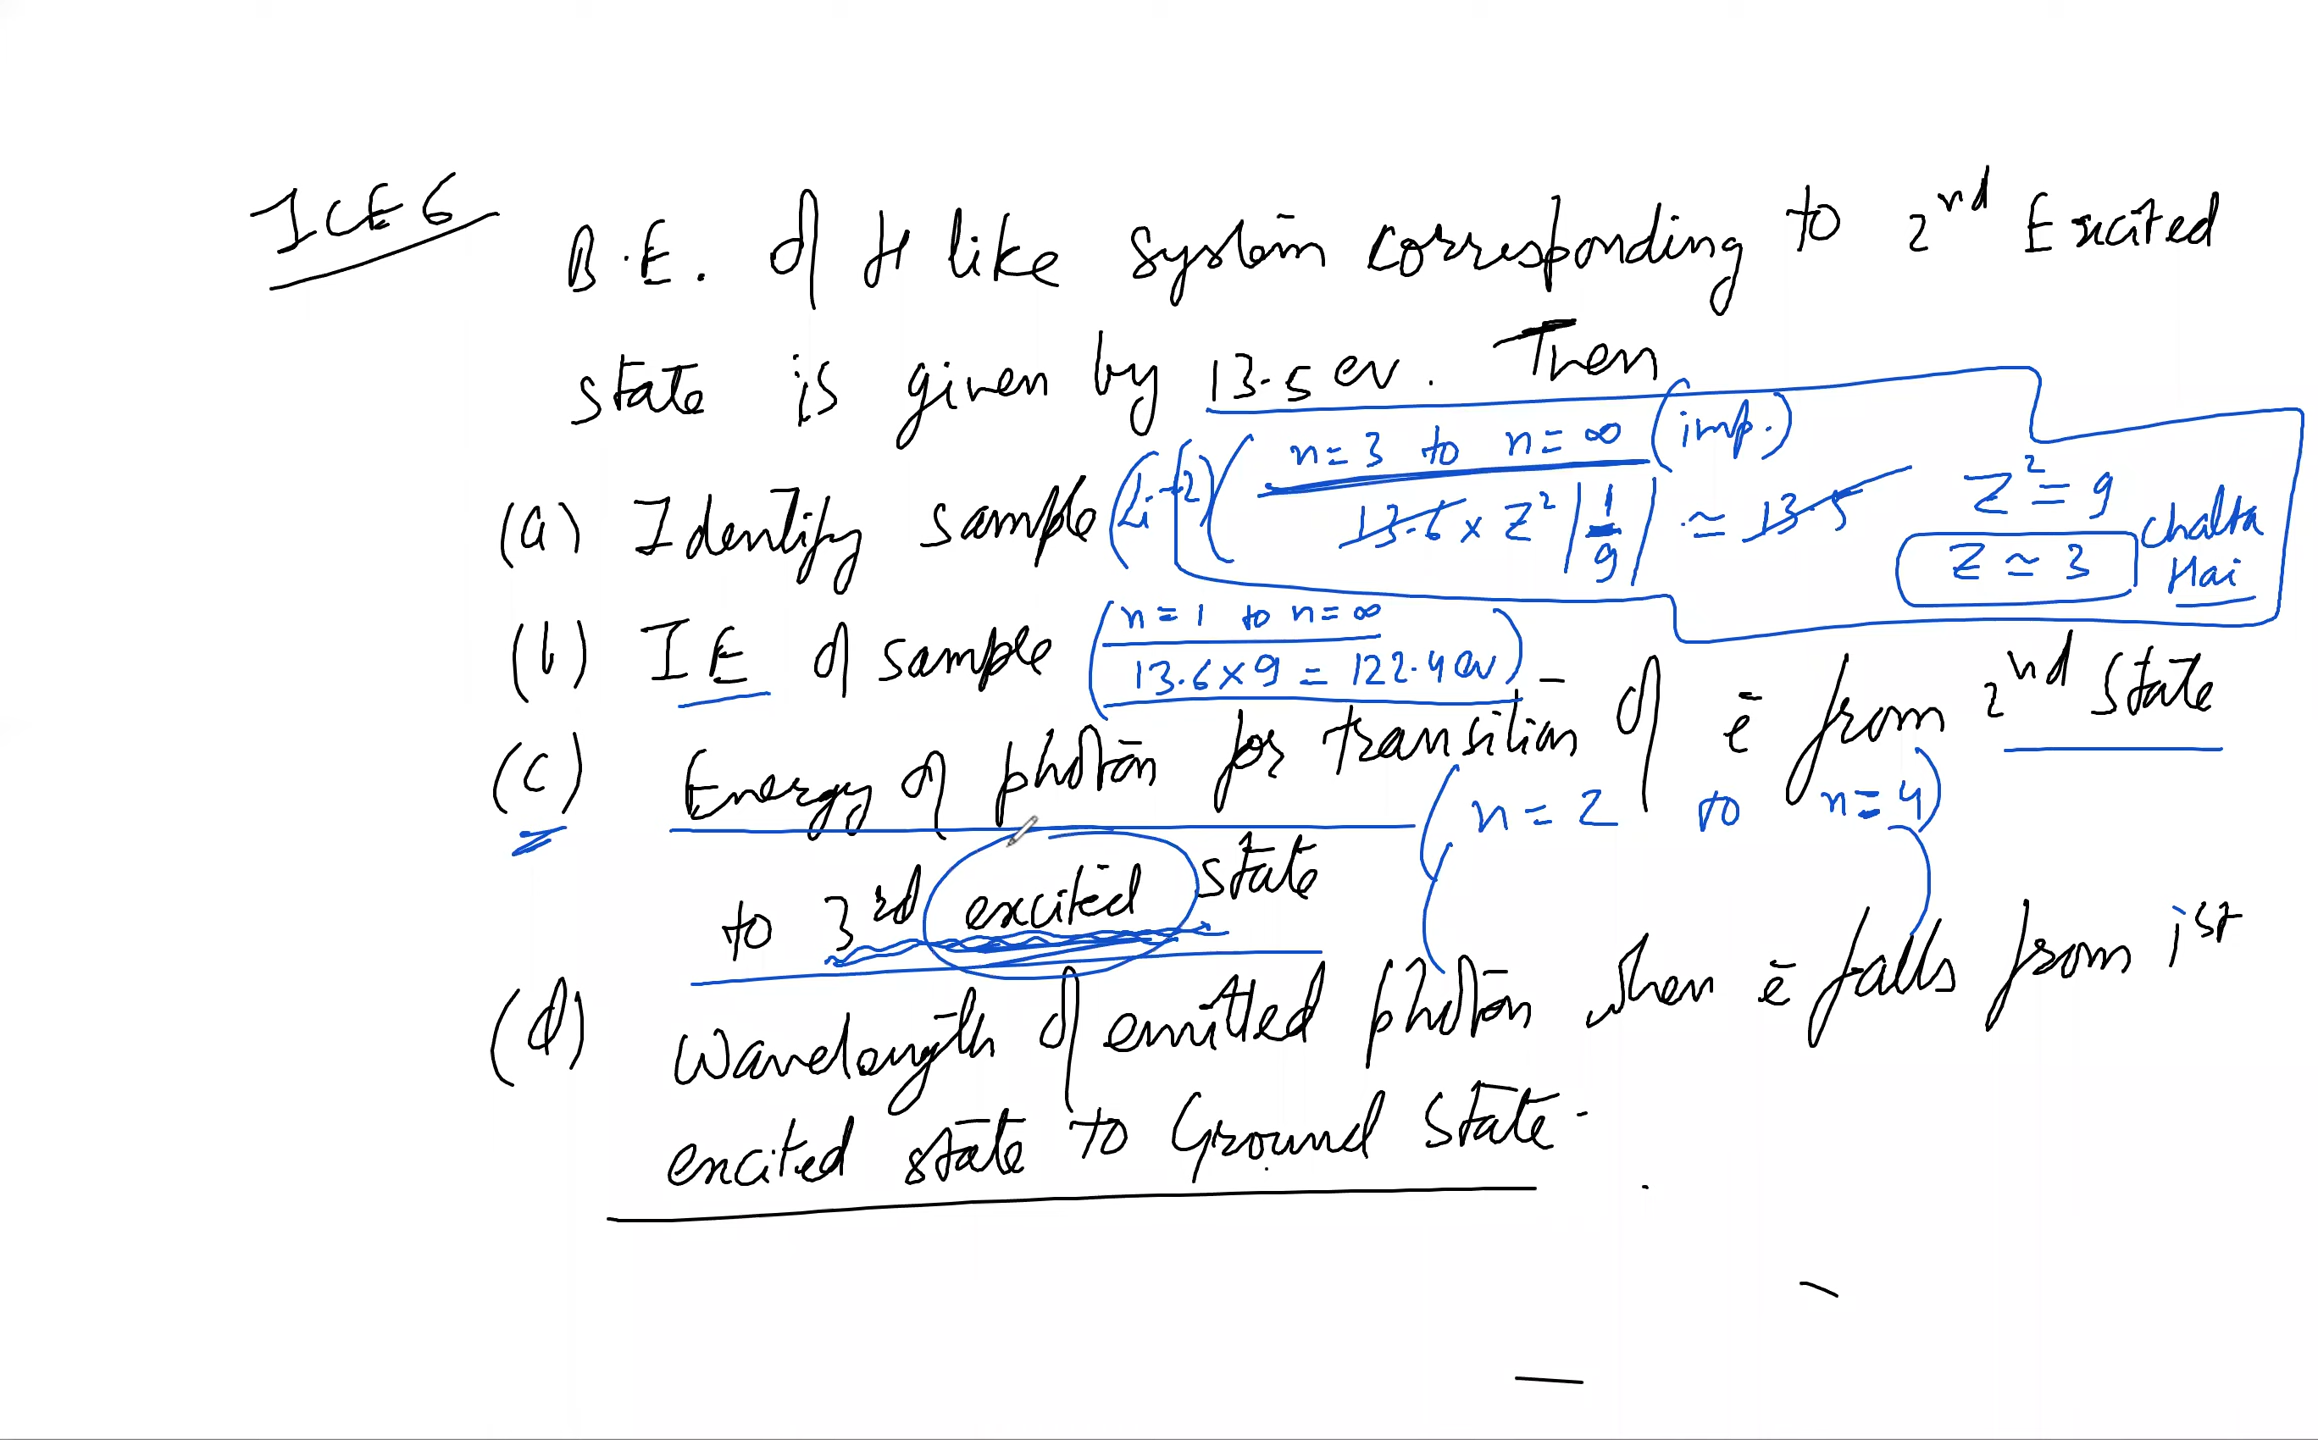 ICE 6
B.E. of H like system corresponding to 2nd Excited
state is given by 13.5 ev. Then
n = 3 to n = ∞ (imp.)
(a) Identify sample (Li+2) ( 13.6 x Z² |1/9| ≃ 13.5 Z² = 9
Z ≃ 3 Chalta Hai
(b) IE of sample ( n = 1 to n = ∞
13.6 x 9 = 122.4 ev )
(c) Energy of photon for transition of e̅ from 2nd state
( n = 2 to n = 4 )
to 3rd excited state
(d) Wavelength of emitted photon when e̅ falls from 1st
excited state to Ground state.